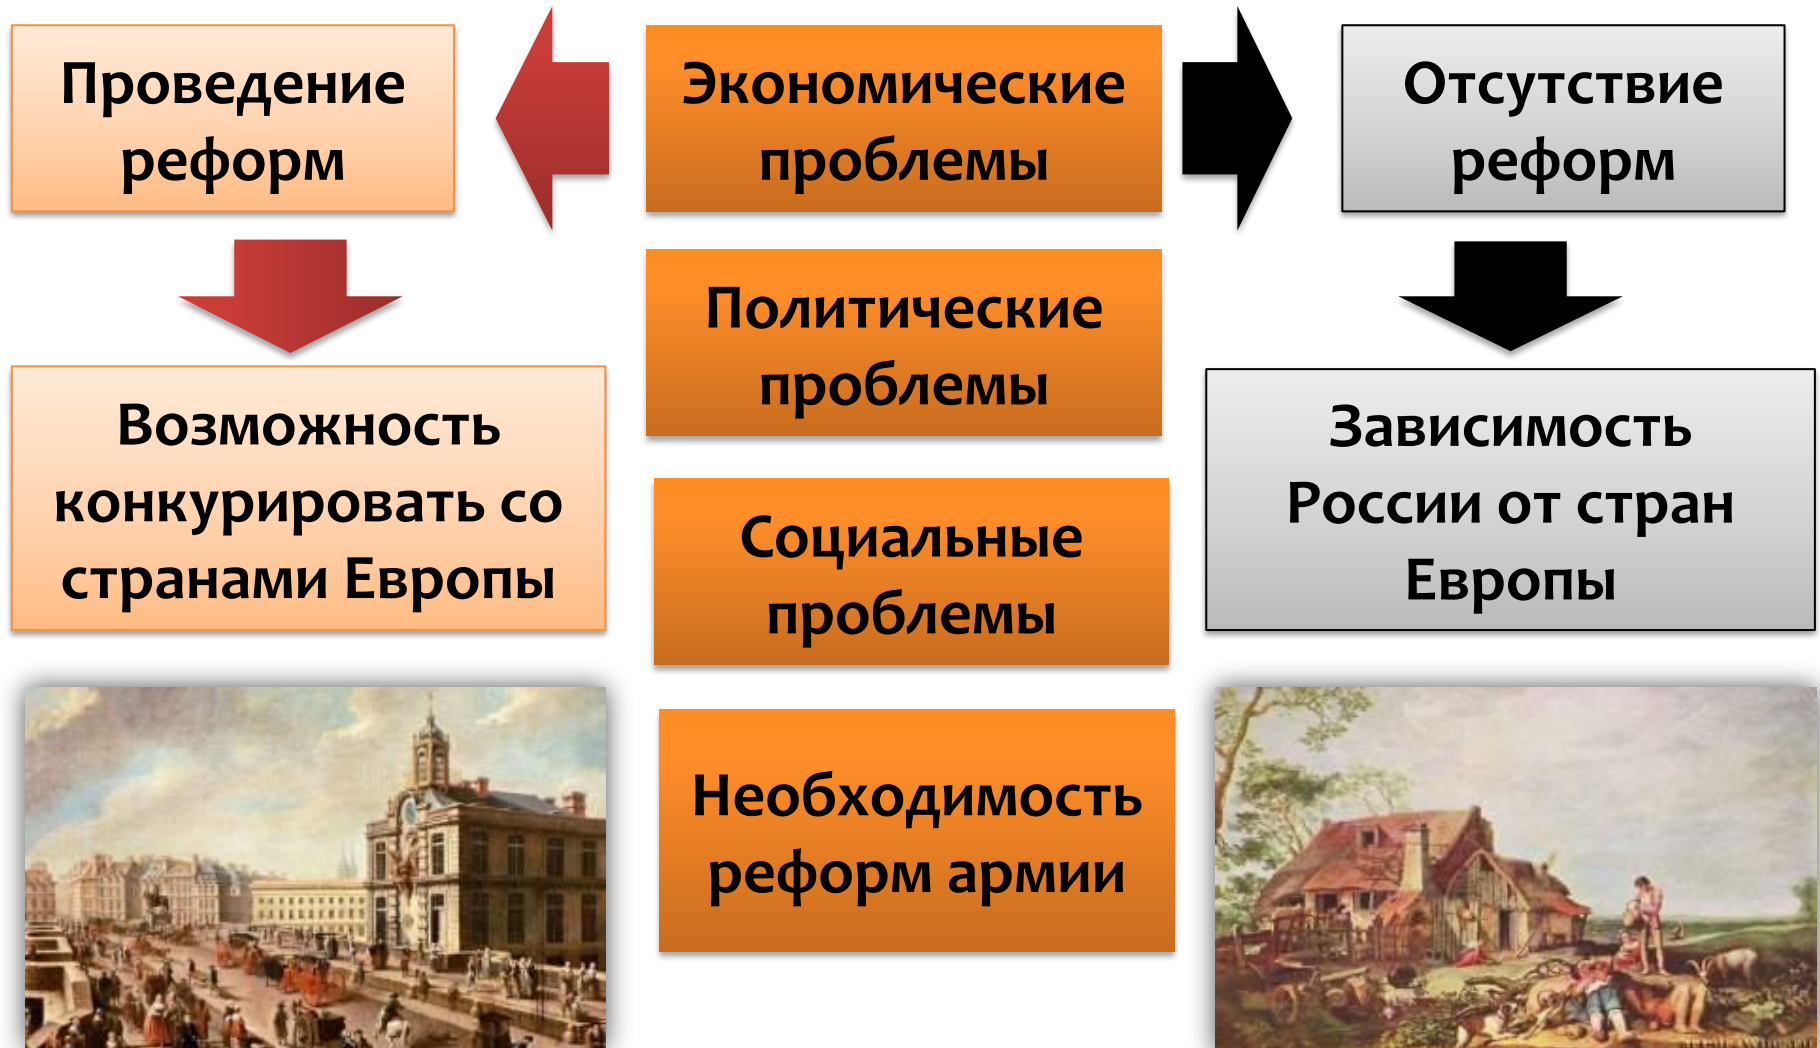 Проведение
реформ
Экономические
проблемы
Отсутствие
реформ
Политические
проблемы
Возможность
конкурировать со
странами Европы
Зависимость
России от стран
Европы
Социальные
проблемы
Необходимость
реформ армии